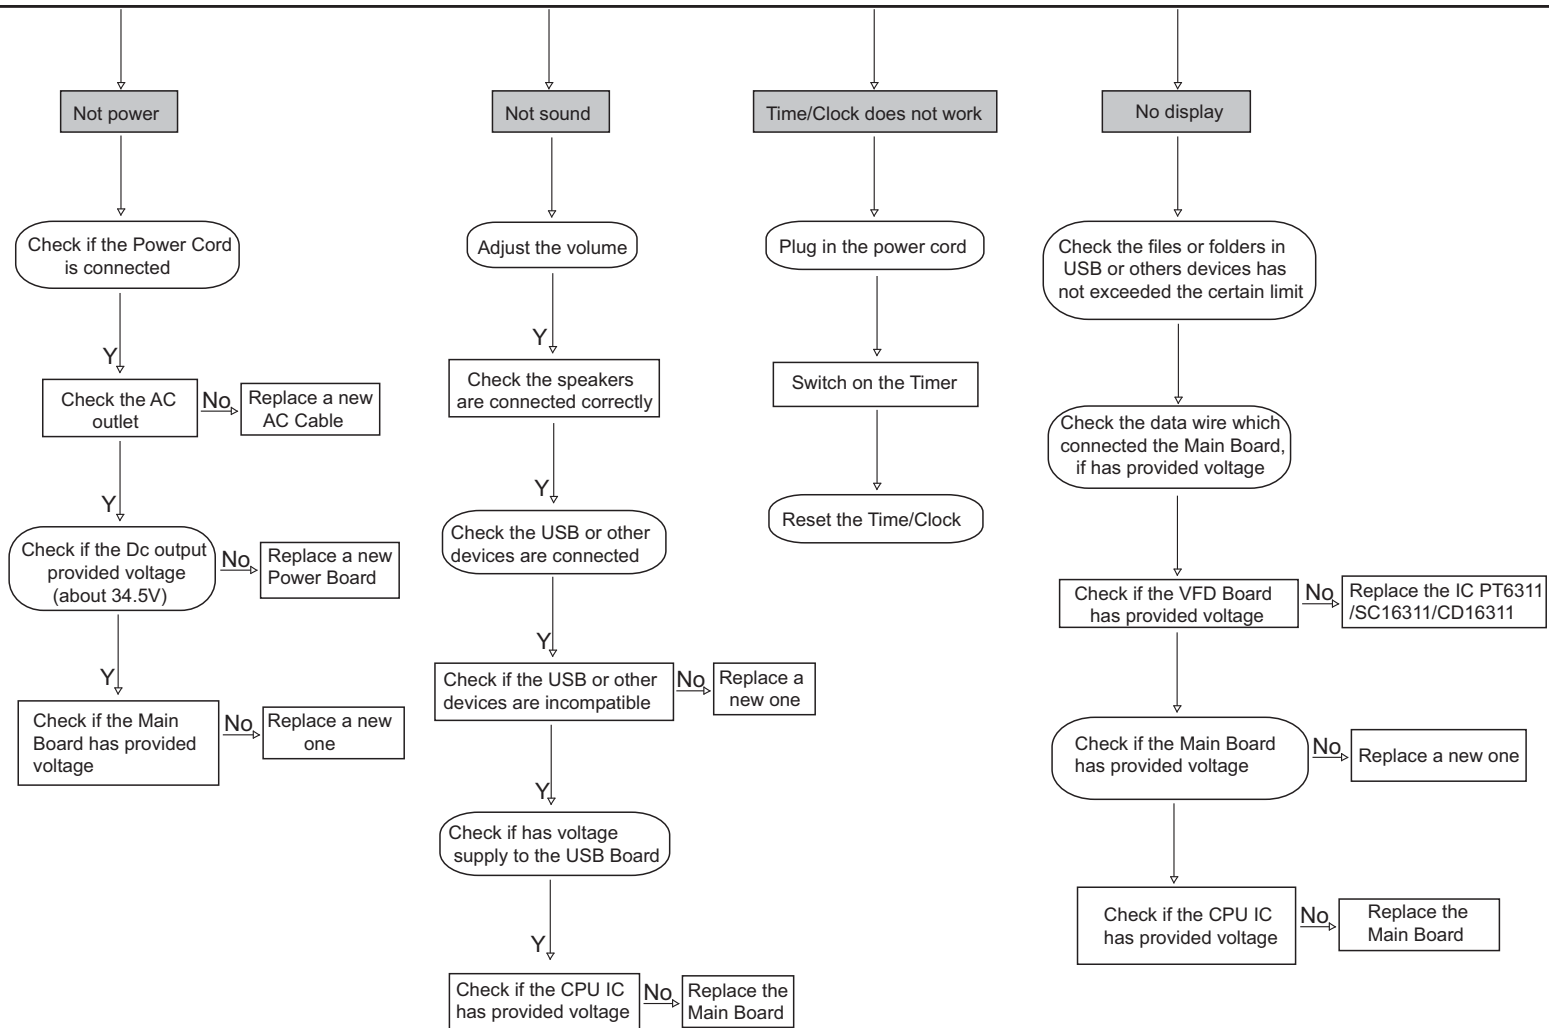 Not power
Check if the Power Cord
is connected
Y
Check the AC
outlet
No
Replace a new
AC Cable
Y
Check if the Dc output
provided voltage
(about 34.5V)
No
Replace a new
Power Board
Y
Check if the Main
Board has provided
voltage
No
Replace a new
one
Not sound
Adjust the volume
Y
Check the speakers
are connected correctly
Y
Check the USB or other
devices are connected
Y
Check if the USB or other
devices are incompatible
No
Replace a
new one
Y
Check if has voltage
supply to the USB Board
Y
Check if the CPU IC
has provided voltage
No
Replace the
Main Board
Time/Clock does not work
Plug in the power cord
Switch on the Timer
Reset the Time/Clock
No display
Check the files or folders in
USB or others devices has
not exceeded the certain limit
Check the data wire which
connected the Main Board,
if has provided voltage
Check if the VFD Board
has provided voltage
No
Replace the IC PT6311
/SC16311/CD16311
Check if the Main Board
has provided voltage
No
Replace a new one
Check if the CPU IC
has provided voltage
No
Replace the
Main Board